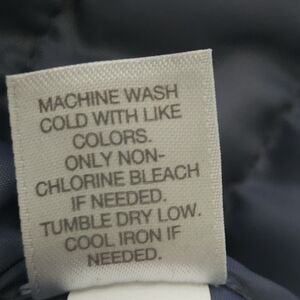 MACHINE WASH
COLD WITH LIKE
COLORS.
ONLY NON-
CHLORINE BLEACH
IF NEEDED.
TUMBLE DRY LOW.
COOL IRON IF
NEEDED.